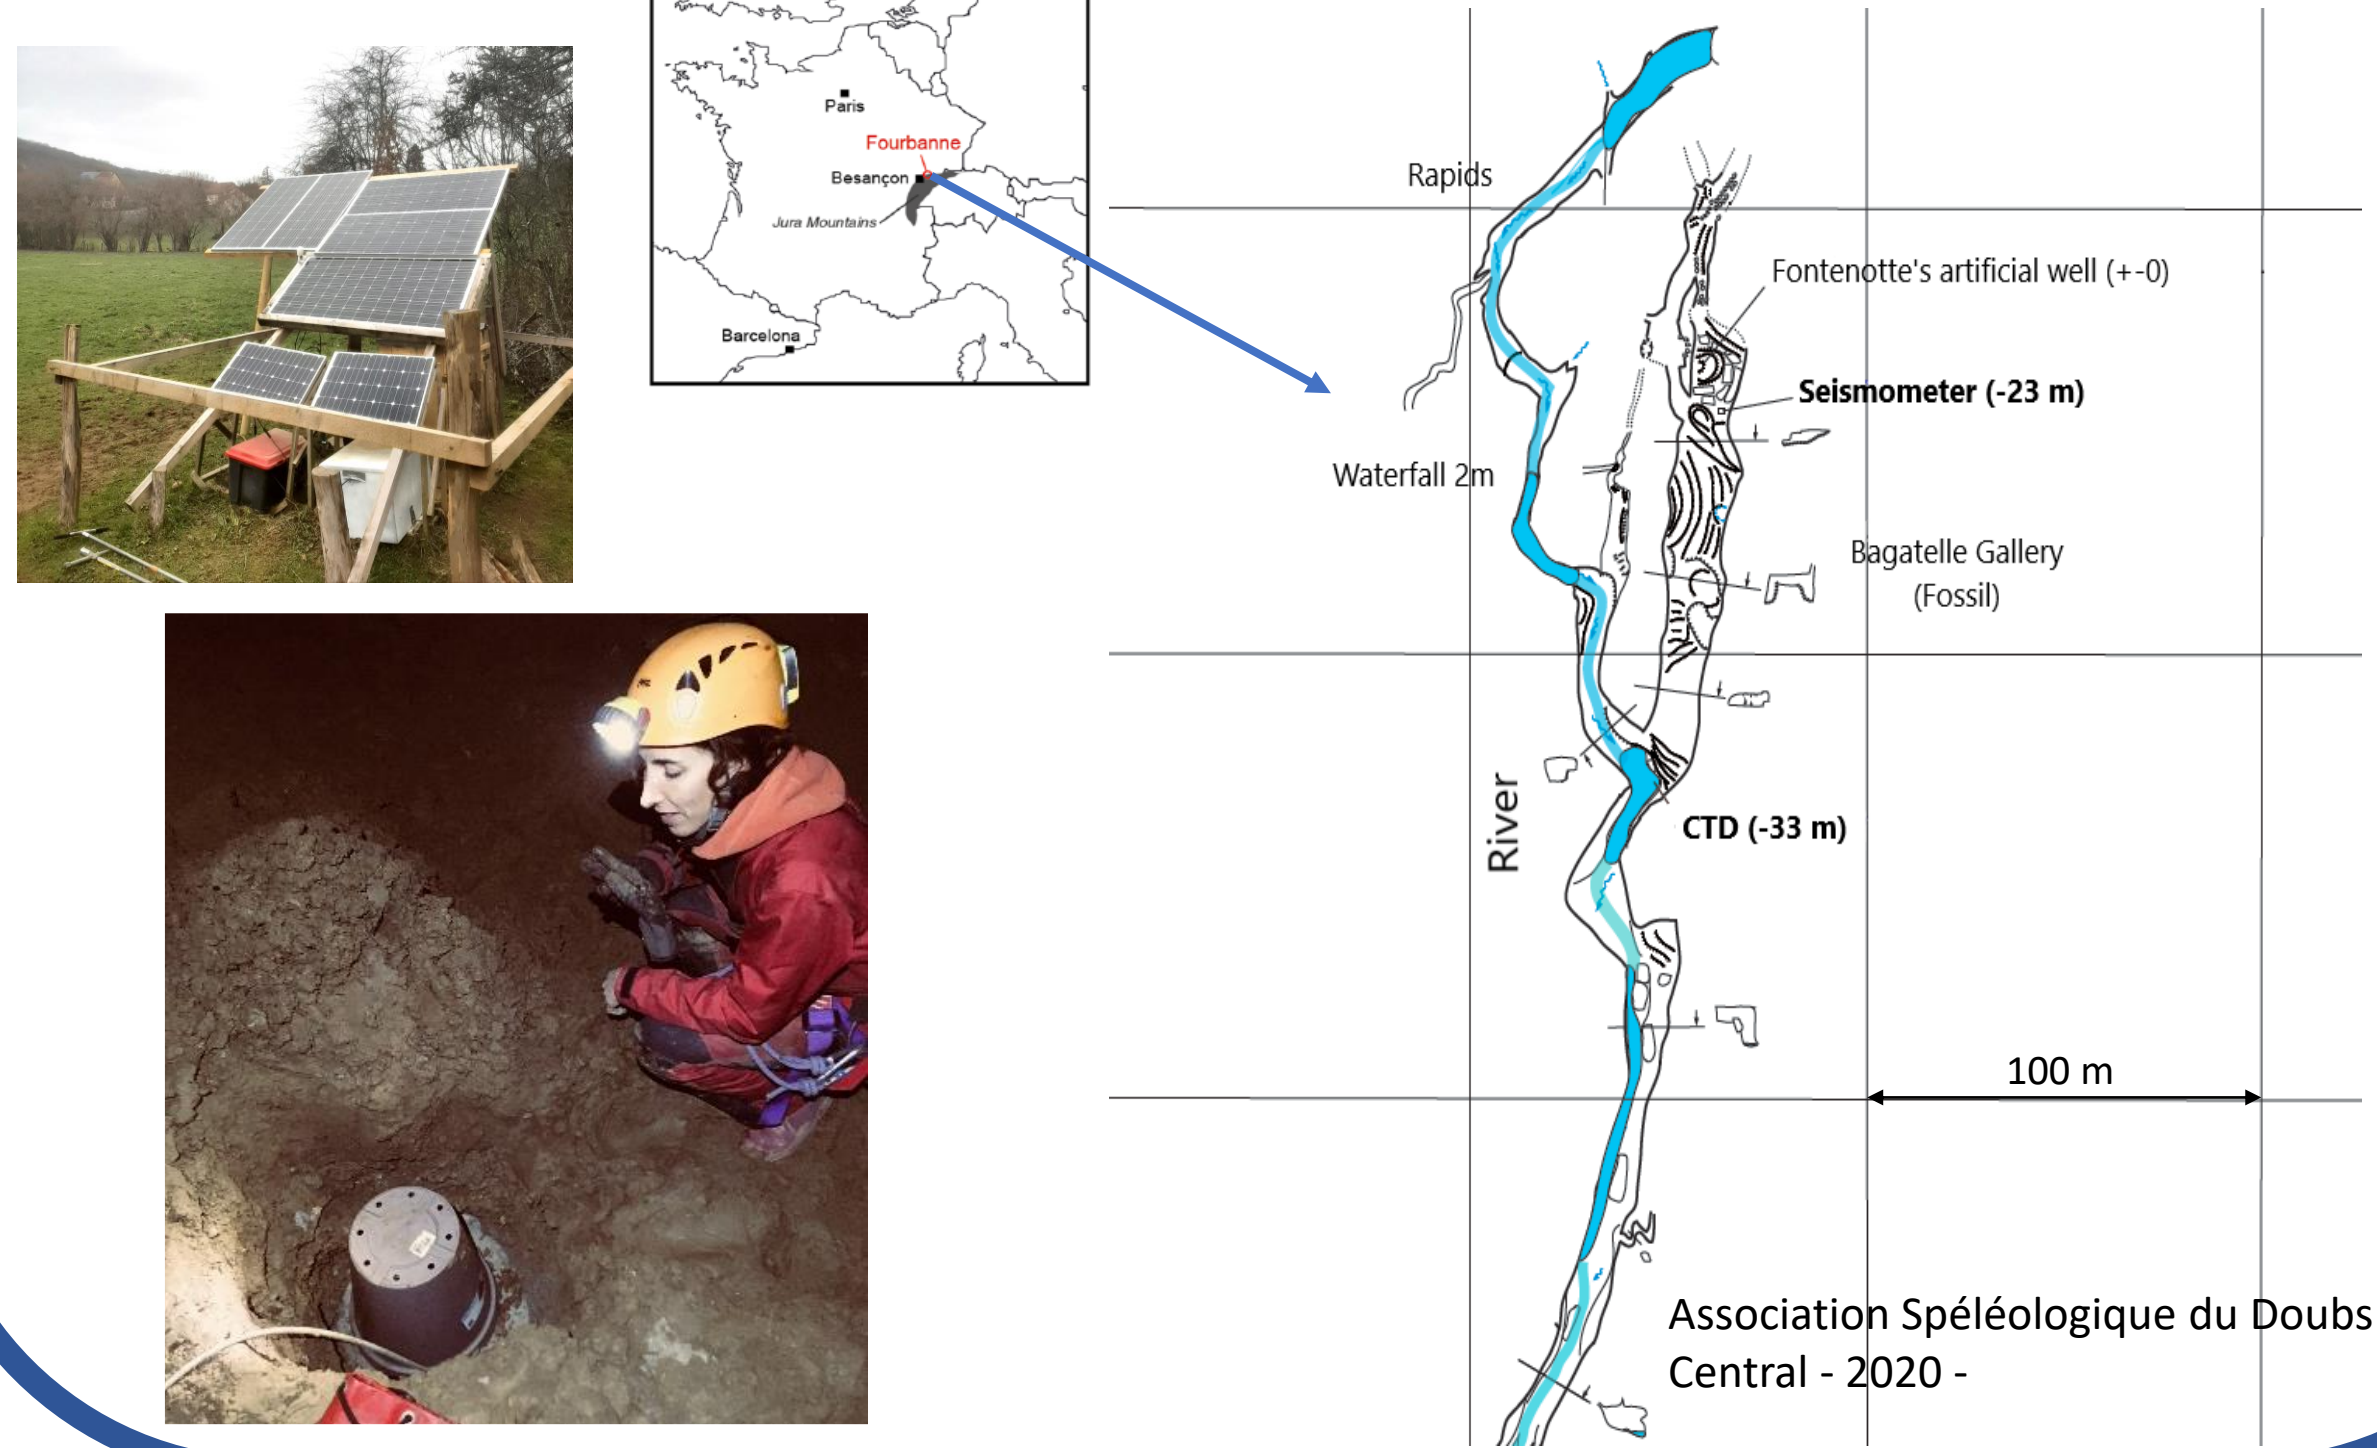 Paris
Fourbanne
Besançon
Jura Mountains
Barcelona
Rapids
Fontenotte's artificial well (+-0)
Seismometer (-23 m)
Waterfall 2m
Bagatelle Gallery
(Fossil)
River
CTD (-33 m)
100 m
Association Spéléologique du Doubs
Central - 2020 -